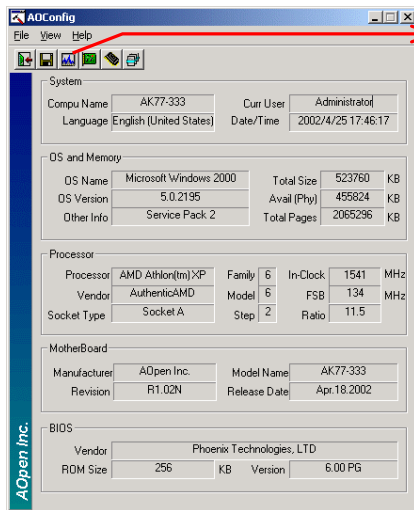 AOConfig
File View Help
System
Compu Name AK77-333 Curr User Administrator
Language English (United States) Date/Time 2002/4/25 17:46:17
OS and Memory
OS Name Microsoft Windows 2000 Total Size 523760 KB
OS Version 5.0.2195 Avail (Phy) 455824 KB
Other Info Service Pack 2 Total Pages 2065296 KB
Processor
Processor AMD Athlon(tm) XP Family 6 In-Clock 1541 MHz
Vendor AuthenticAMD Model 6 FSB 134 MHz
Socket Type Socket A Step 2 Ratio 11.5
MotherBoard
Manufacturer AOpen Inc. Model Name AK77-333
Revision R1.02N Release Date Apr.18.2002
BIOS
Vendor Phoenix Technologies, LTD
ROM Size 256 KB Version 6.00 PG
AOpen Inc.